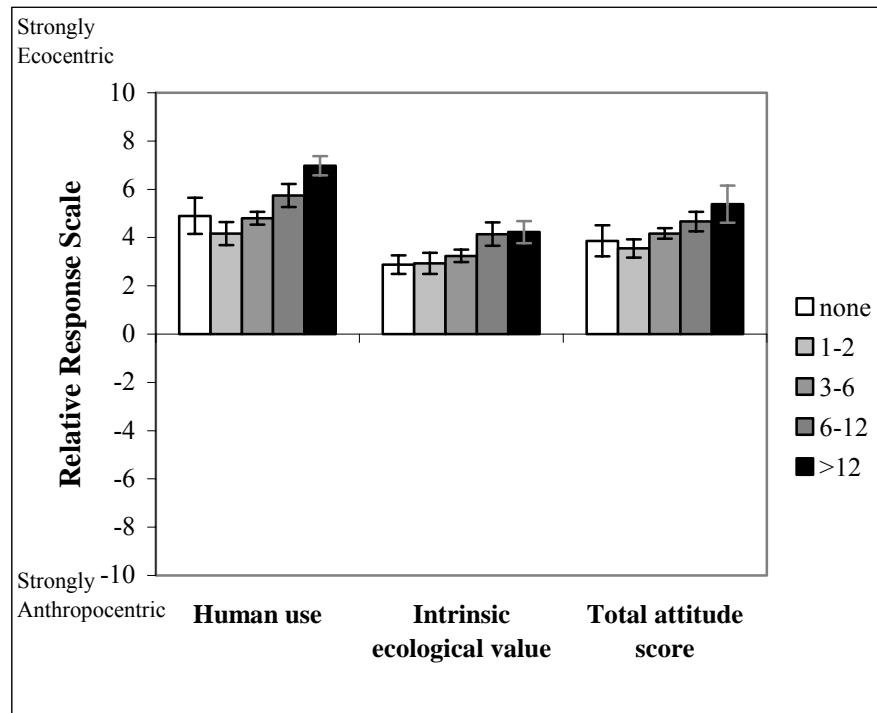 Strongly
Ecocentric
10
8
6
4
2
0
-2
-4
-6
-8
-10
Relative Response Scale
Strongly
Anthropocentric
Human use
Intrinsic
ecological value
Total attitude
score
none
1-2
3-6
6-12
>12